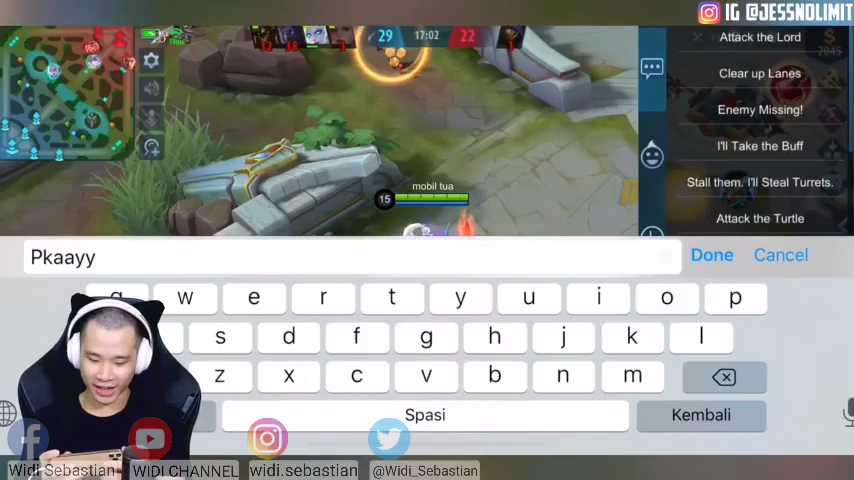 IG @JESSNOLIMIT
29 17:02 22
Attack the Lord
2045
Clear up Lanes
Enemy Missing!
I'll Take the Buff
Stall them. I'll Steal Turrets.
mobil tua
15
Attack the Turtle
Pkaayy
Done Cancel
q w e r t y u i o p
s d f g h j k l
z x c v b n m
Spasi
Kembali
Widi Sebastian WIDI CHANNEL widi.sebastian @Widi_Sebastian